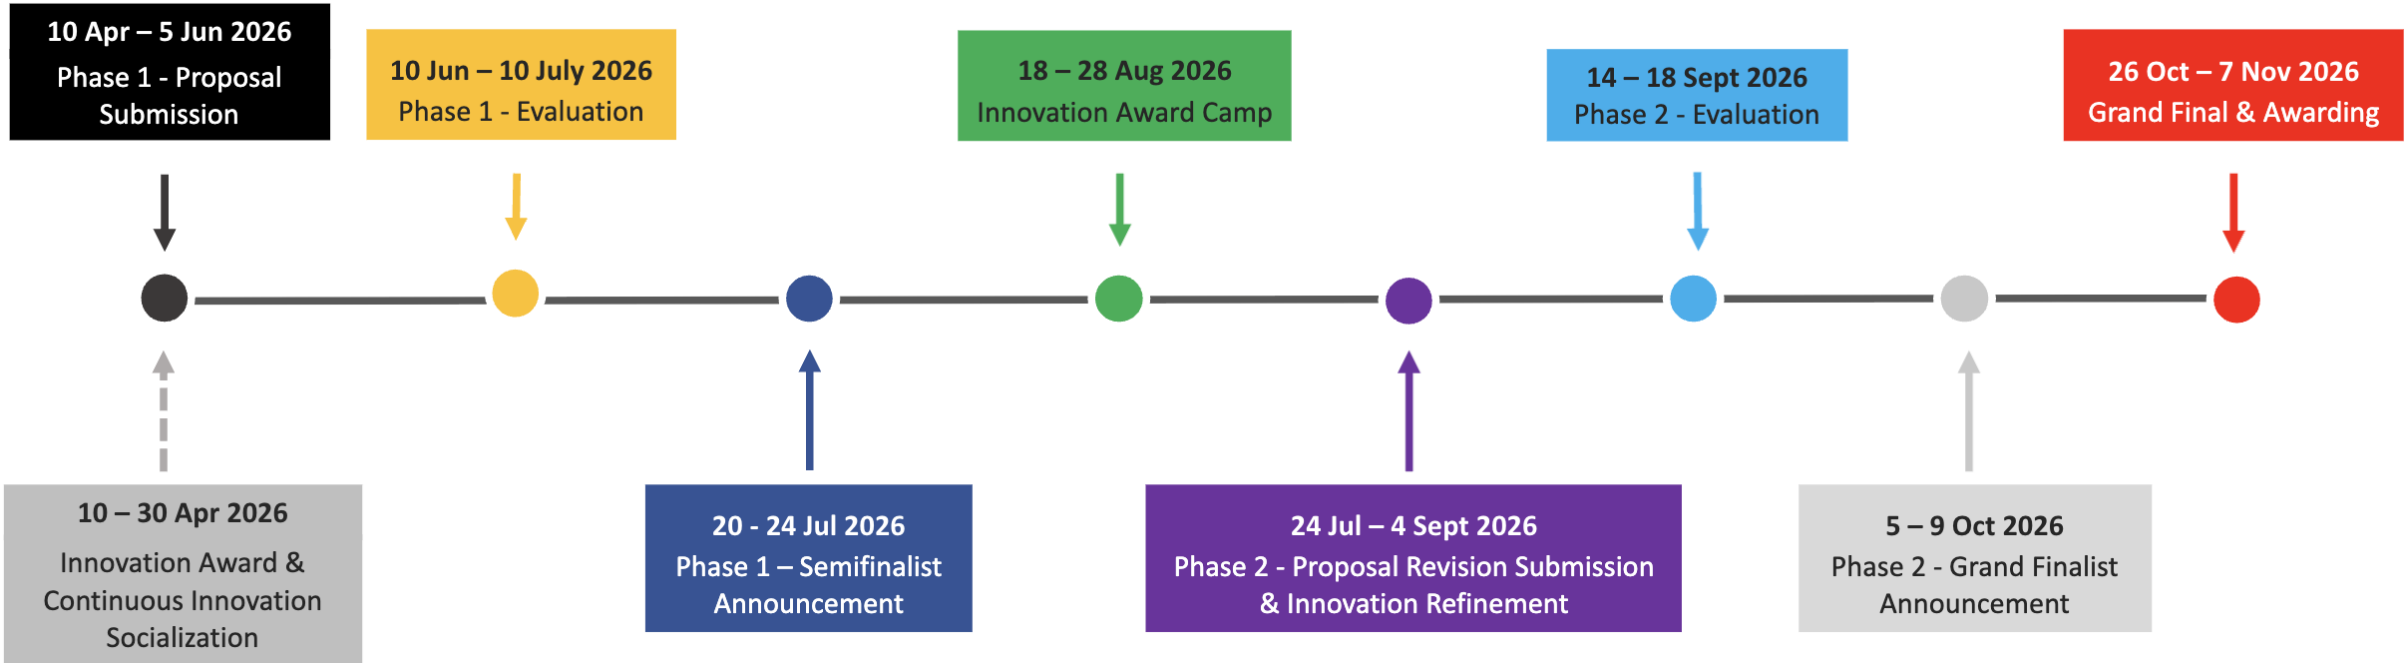 10 Apr – 5 Jun 2026
Phase 1 - Proposal
Submission
10 Jun – 10 July 2026
Phase 1 - Evaluation
18 – 28 Aug 2026
Innovation Award Camp
14 – 18 Sept 2026
Phase 2 - Evaluation
26 Oct – 7 Nov 2026
Grand Final & Awarding
10 – 30 Apr 2026
Innovation Award &
Continuous Innovation
Socialization
20 - 24 Jul 2026
Phase 1 – Semifinalist
Announcement
24 Jul – 4 Sept 2026
Phase 2 - Proposal Revision Submission
& Innovation Refinement
5 – 9 Oct 2026
Phase 2 - Grand Finalist
Announcement